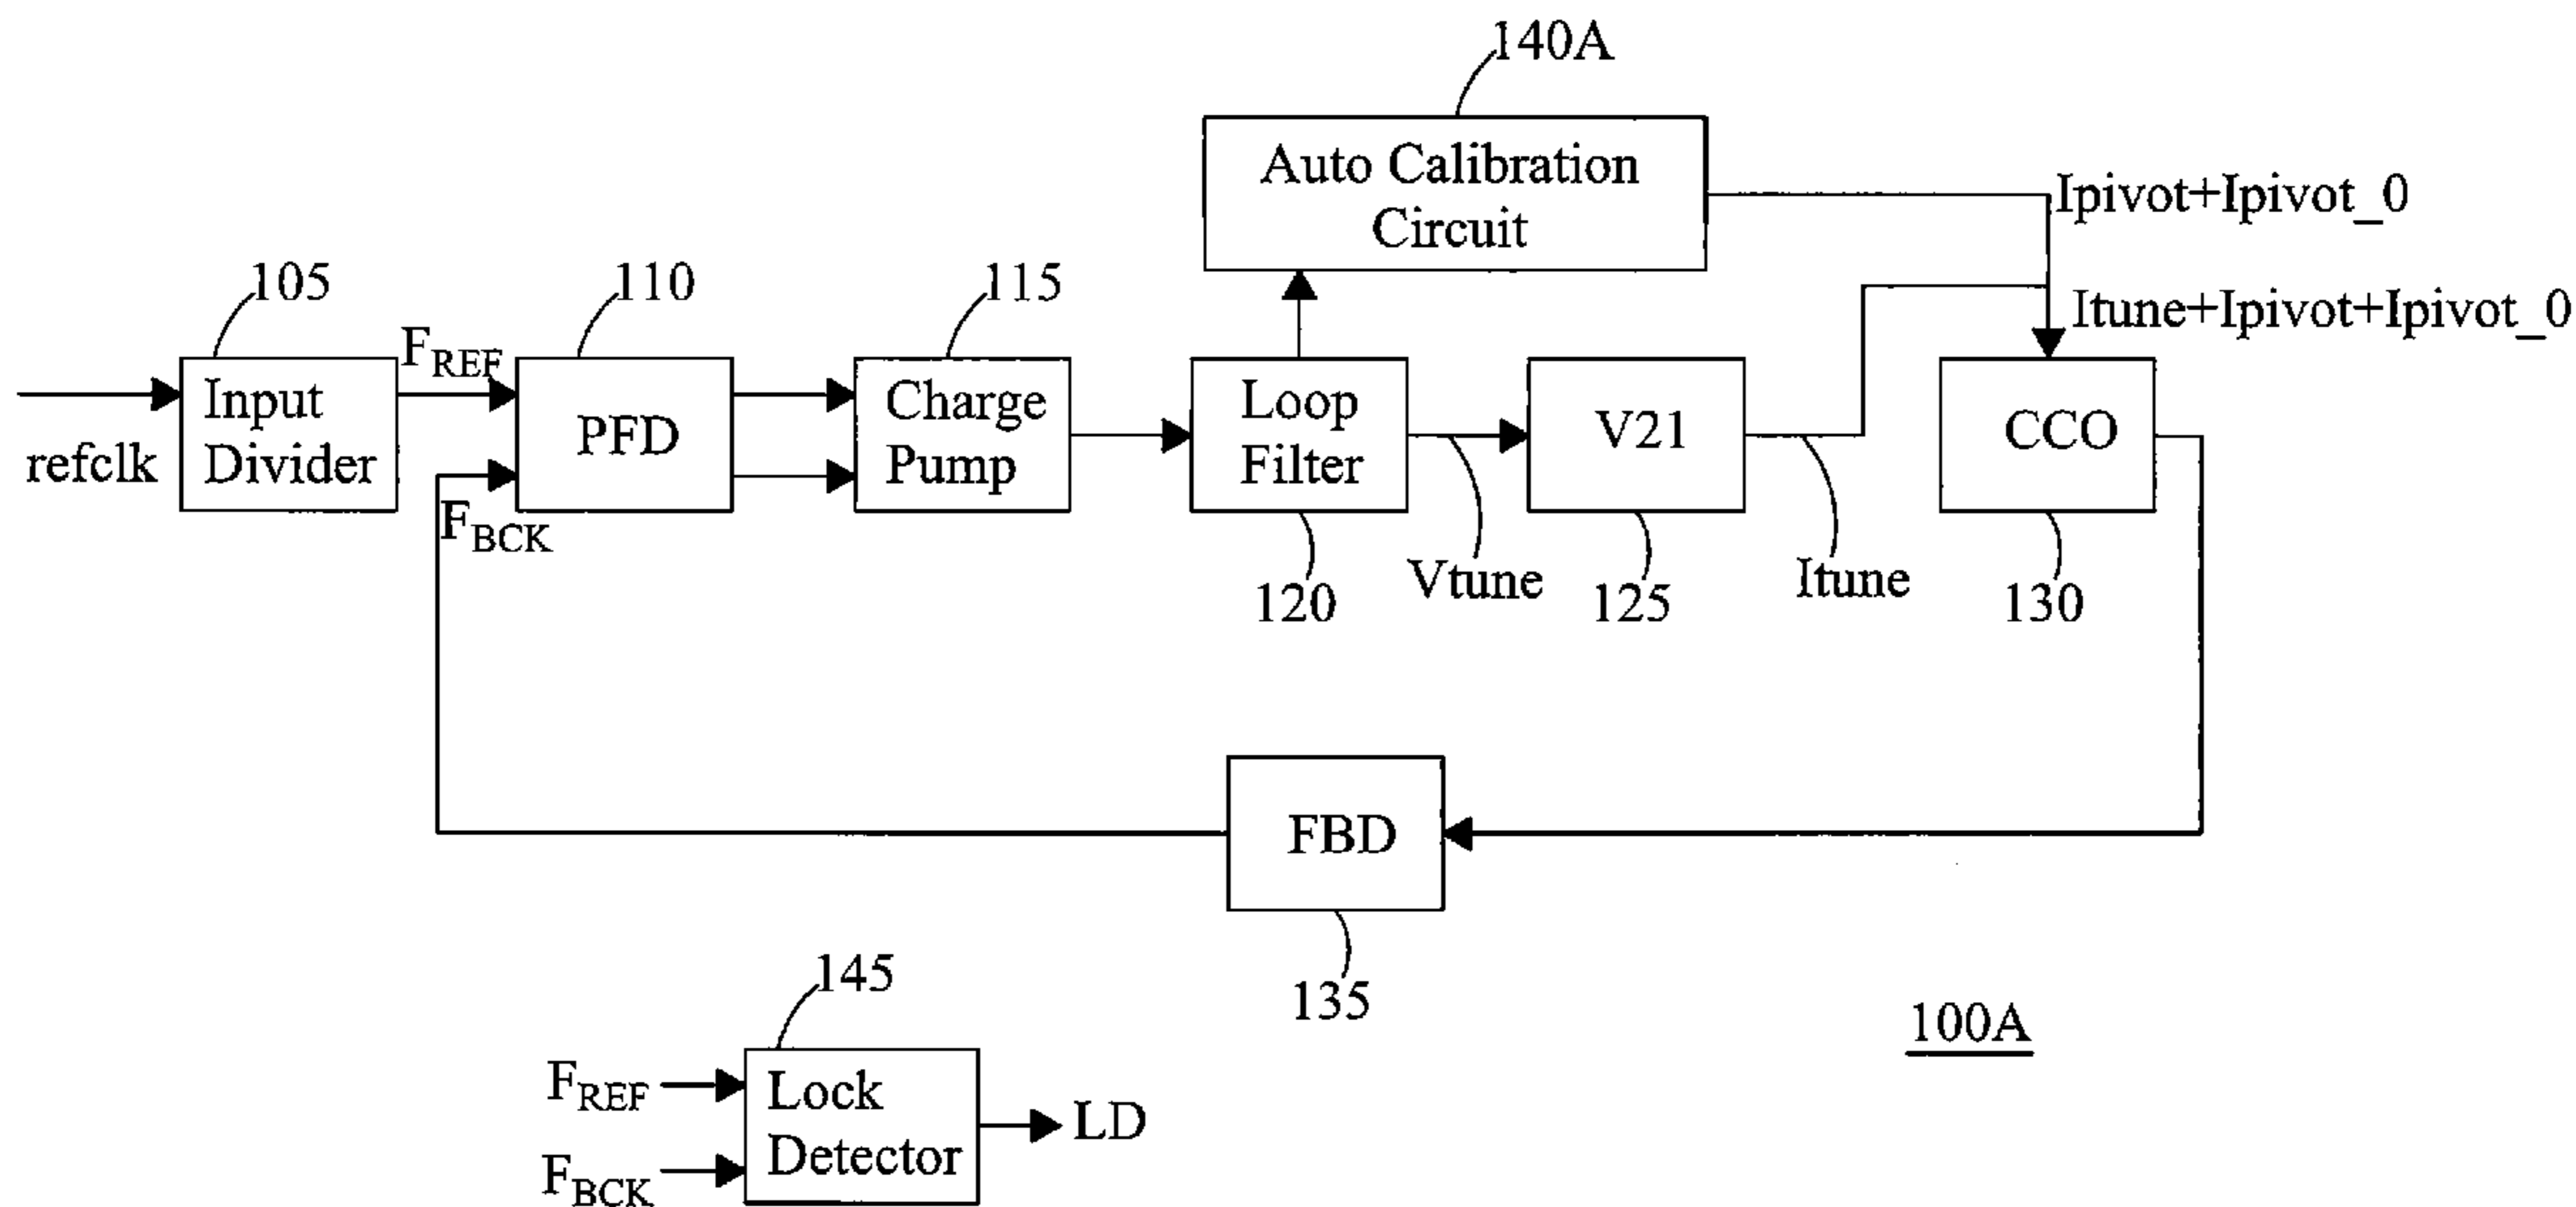 140A
Auto Calibration
Circuit
Ipivot+Ipivot_0
105
110
115
Itune+Ipivot+Ipivot_0
FREF
Input
Divider
PFD
Charge
Pump
Loop
Filter
V21
CCO
refclk
FBCK
Vtune
Itune
120
125
130
FBD
135
145
100A
FREF
Lock
Detector
LD
FBCK